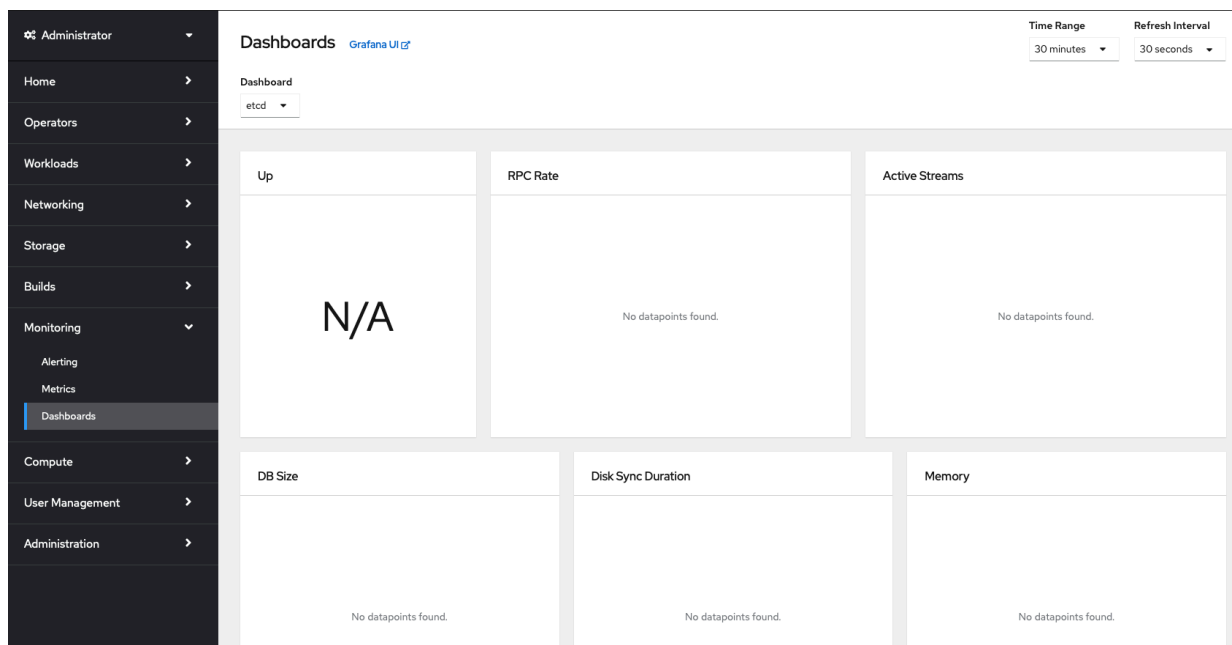 Administrator
Home
Operators
Workloads
Networking
Storage
Builds
Monitoring
Alerting
Metrics
Dashboards
Compute
User Management
Administration
Dashboards Grafana UI
Time Range Refresh Interval
30 minutes 30 seconds
Dashboard
etcd
Up RPC Rate Active Streams
N/A No datapoints found. No datapoints found.
DB Size Disk Sync Duration Memory
No datapoints found. No datapoints found. No datapoints found.